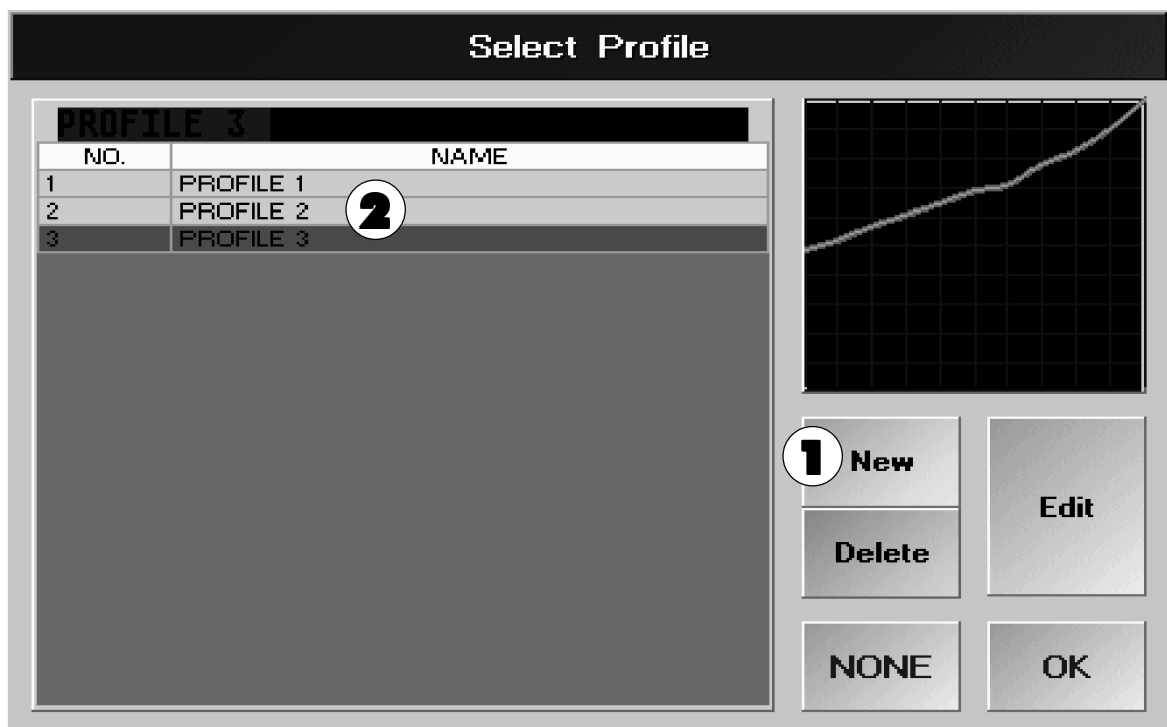 Select Profile
PROFILE 3
NO. NAME
1 PROFILE 1
2 PROFILE 2
2
3 PROFILE 3
1 New
Delete
Edit
NONE
OK